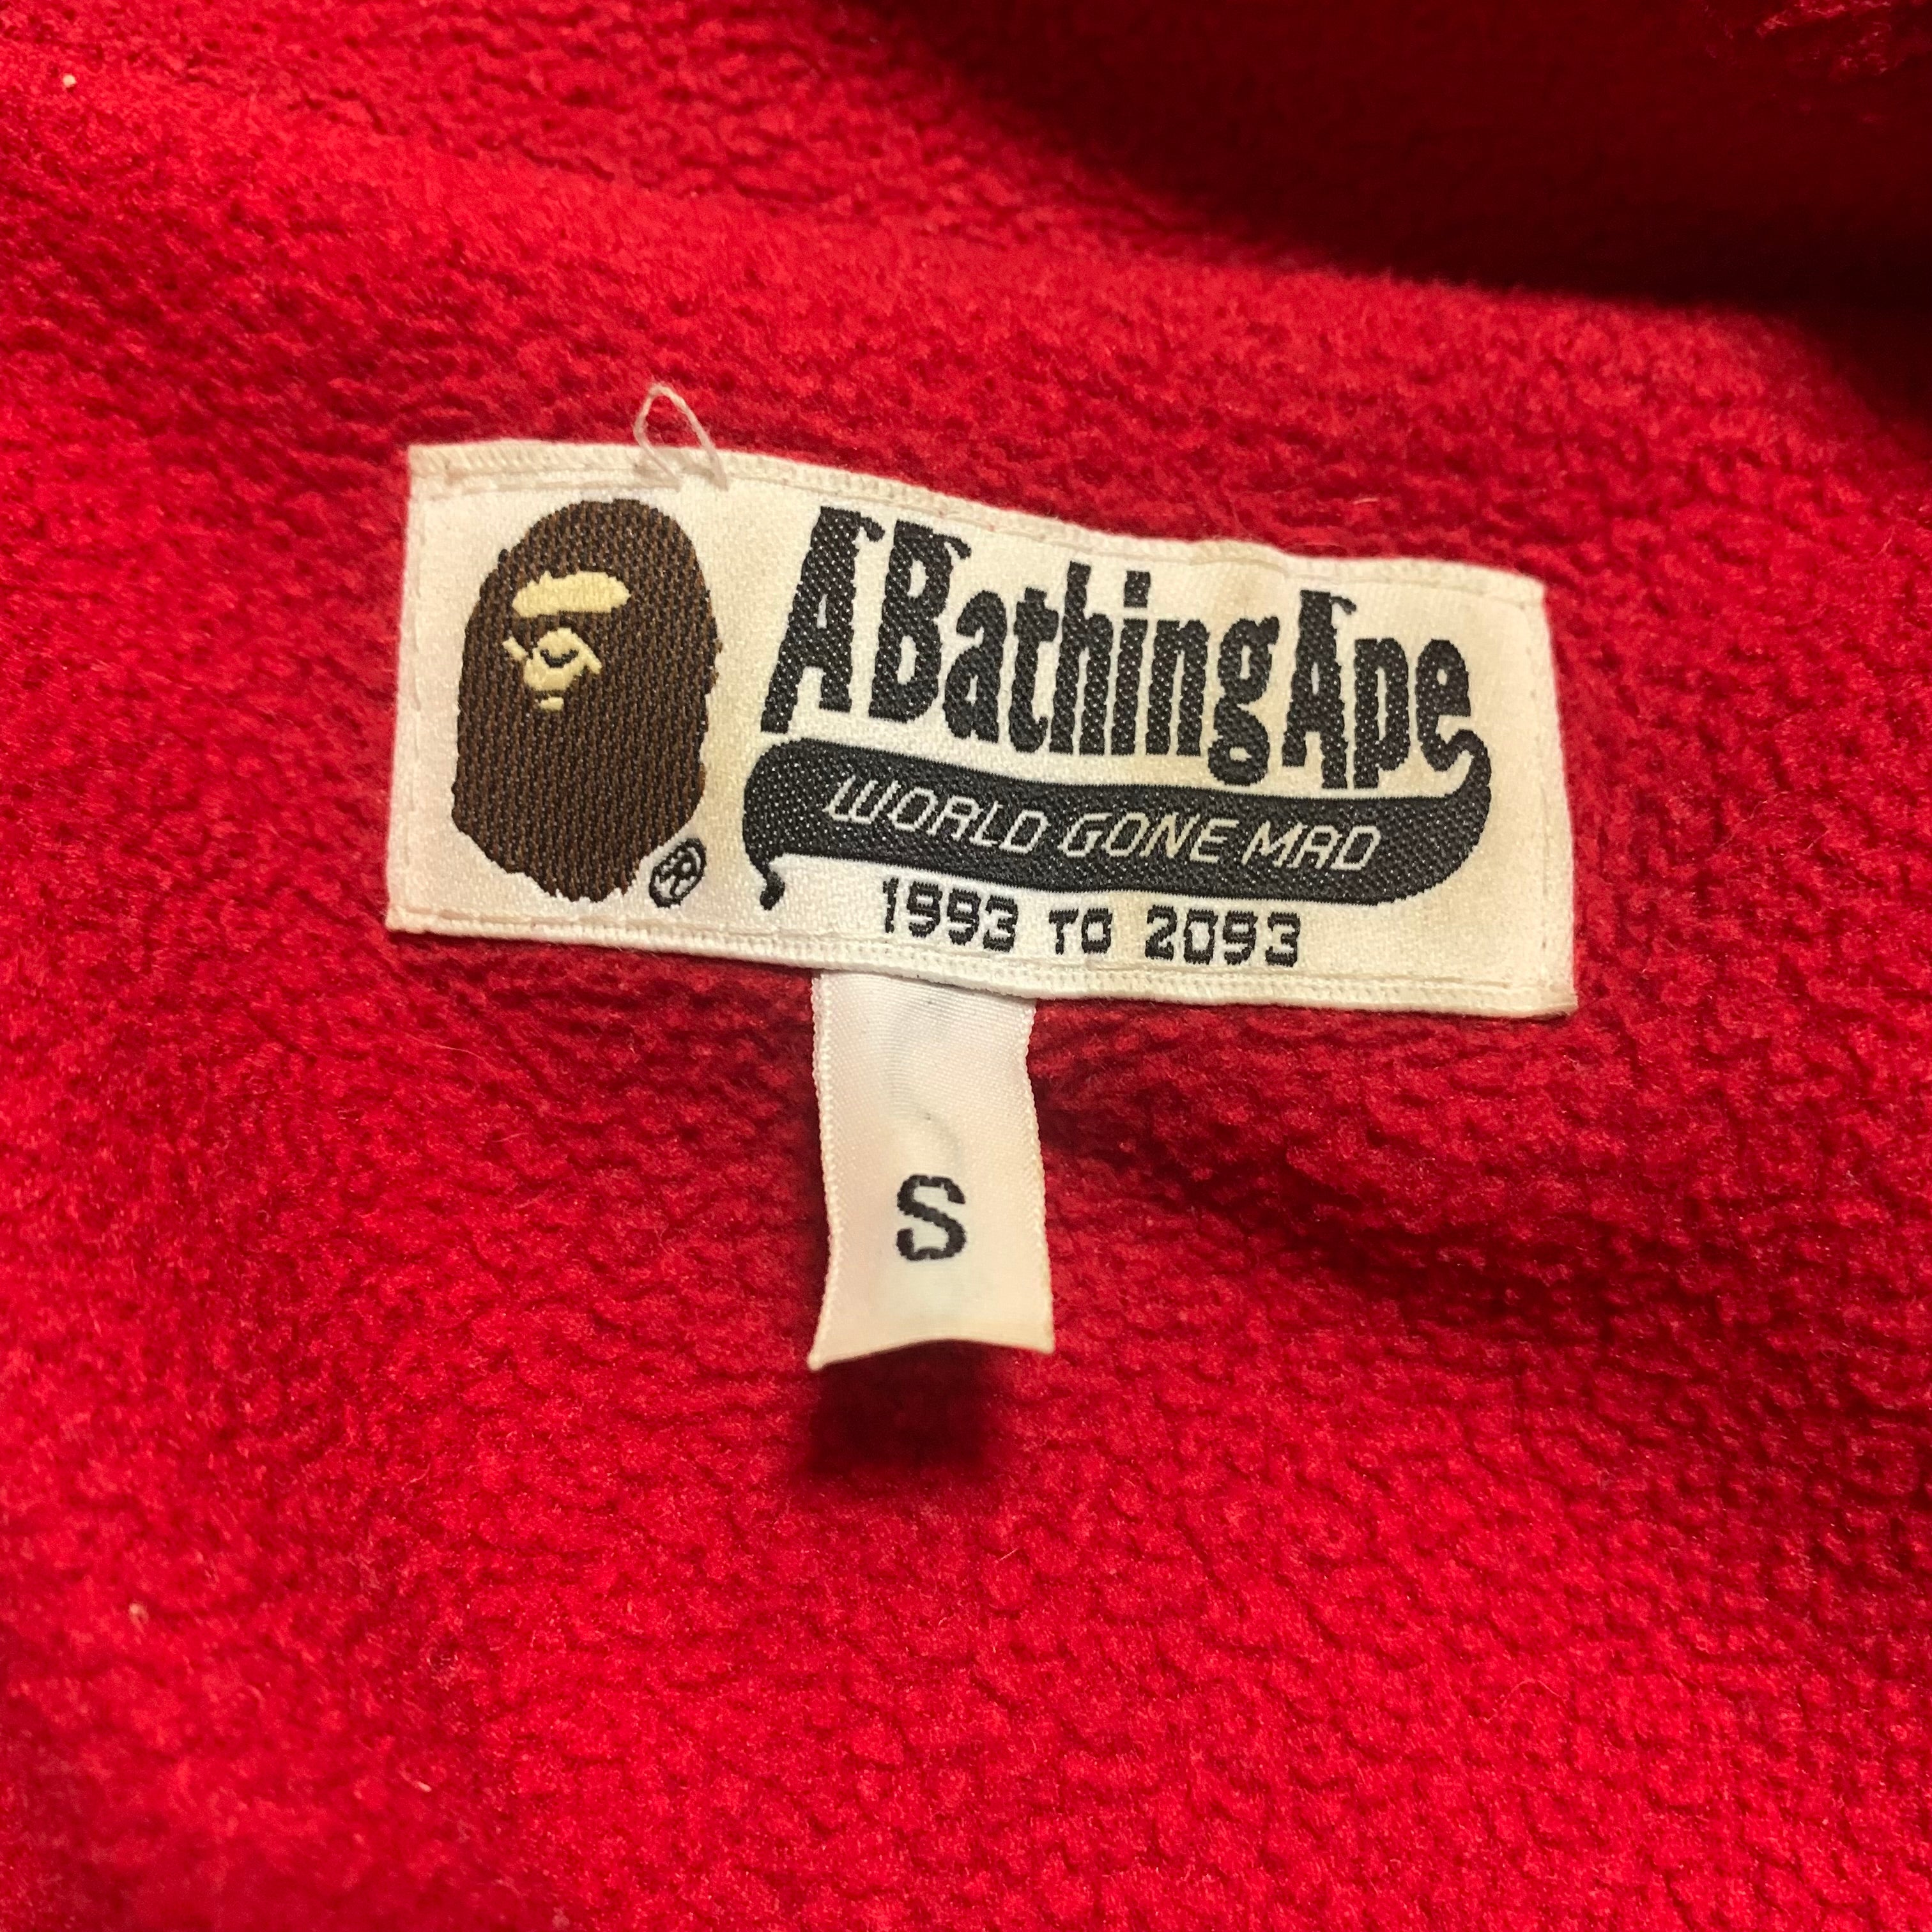 A Bathing Ape
WORLD GONE MAD
1993 TO 2093
®
S